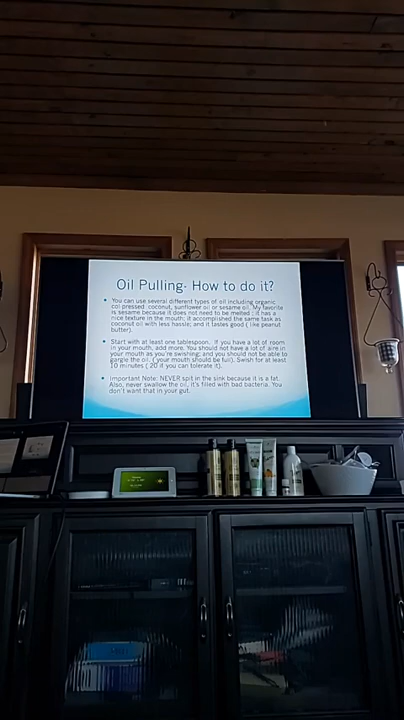 Oil Pulling- How to do it?
• You can use several different types of oil including organic
col-pressed :coconut, sunflower oil or sesame oil. My favorite
is sesame because it does not need to be melted ; it has a
nice texture in the mouth; it accomplished the same task as
coconut oil with less hassle; and it tastes good ( like peanut
butter).
• Start with at least one tablespoon. If you have a lot of room
in your mouth, add more. You should not have a lot of aire in
your mouth as you're swishing; and you should not be able to
gargle the oil. ( your mouth should be full). Swish for at least
10 minutes ( 20 if you can tolerate it).
• Important Note: NEVER spit in the sink because it is a fat.
Also, never swallow the oil, it's filled with bad bacteria. You
don't want that in your gut.